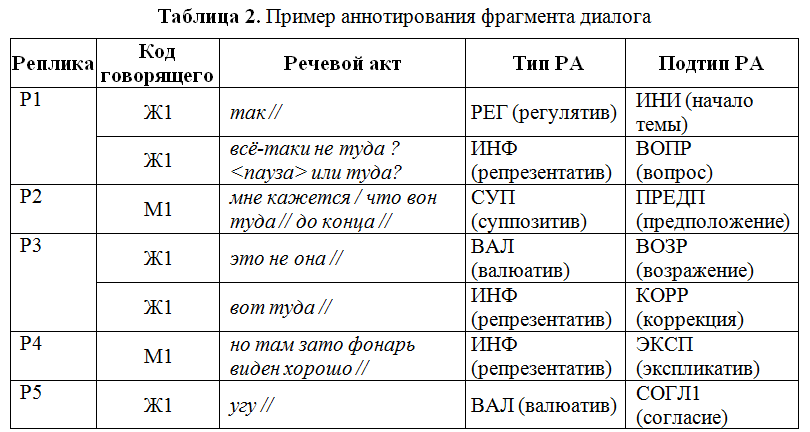 Таблица 2. Пример аннотирования фрагмента диалога
Реплика Код говорящего Речевой акт Тип РА Подтип РА
Р1 Ж1 так // РЕГ (регулятив) ИНИ (начало
темы)
Ж1 всё-таки не туда ? ИНФ ВОПР
<пауза> или туда? (репрезентатив) (вопрос)
Р2 М1 мне кажется / что вон СУП ПРЕДП
туда // до конца // (суппозитив) (предположение)
Р3 Ж1 это не она // ВАЛ ВОЗР
(валюатив) (возражение)
Ж1 вот туда // ИНФ КОРР
(репрезентатив) (коррекция)
Р4 М1 но там зато фонарь ИНФ ЭКСП
виден хорошо // (репрезентатив) (экспликатив)
Р5 Ж1 угу // ВАЛ (валюатив) СОГЛ1
(согласие)